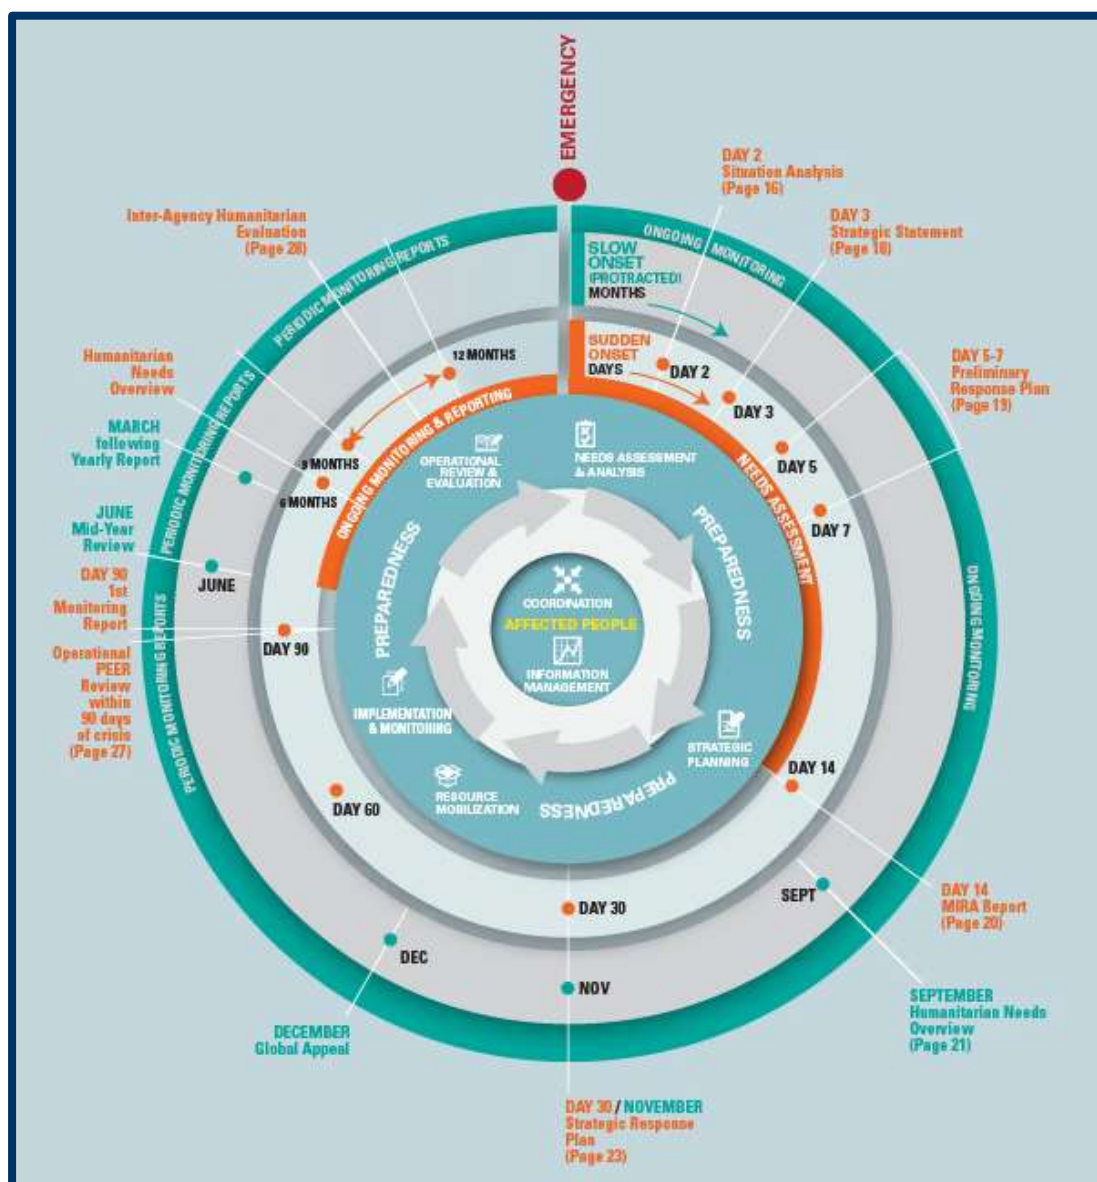 EMERGENCY
DAY 2
Situation Analysis
(Page 16)
DAY 3
Strategic Statement
(Page 18)
DAY 5-7
Preliminary
Response Plan
(Page 19)
DAY 14
MIRA Report
(Page 20)
SEPTEMBER
Humanitarian Needs
Overview
(Page 21)
DAY 30 / NOVEMBER
Strategic Response
Plan
(Page 23)
DECEMBER
Global Appeal
Inter-Agency Humanitarian
Evaluation
(Page 28)
Humanitarian
Needs
Overview
MARCH
following
Yearly Report
JUNE
Mid-Year
Review
DAY 90
1st
Monitoring
Report
Operational
PEER
Review
within
90 days
of crisis
(Page 27)
ONGOING MONITORING
ONGOING MONITORING
PERIODIC MONITORING REPORTS
PERIODIC MONITORING REPORTS
PERIODIC MONITORING REPORTS
SLOW
ONSET
(PROTRACTED)
MONTHS
SEPT
NOV
DEC
JUNE
SUDDEN
ONSET
DAYS
DAY 2
DAY 3
DAY 5
DAY 7
DAY 14
DAY 30
DAY 60
DAY 90
6 MONTHS
9 MONTHS
12 MONTHS
NEEDS ASSESSMENT
ONGOING MONITORING & REPORTING
OPERATIONAL
REVIEW &
EVALUATION
NEEDS ASSESSMENT
& ANALYSIS
STRATEGIC
PLANNING
RESOURCE
MOBILIZATION
IMPLEMENTATION
& MONITORING
PREPAREDNESS
PREPAREDNESS
PREPAREDNESS
COORDINATION
AFFECTED PEOPLE
INFORMATION
MANAGEMENT